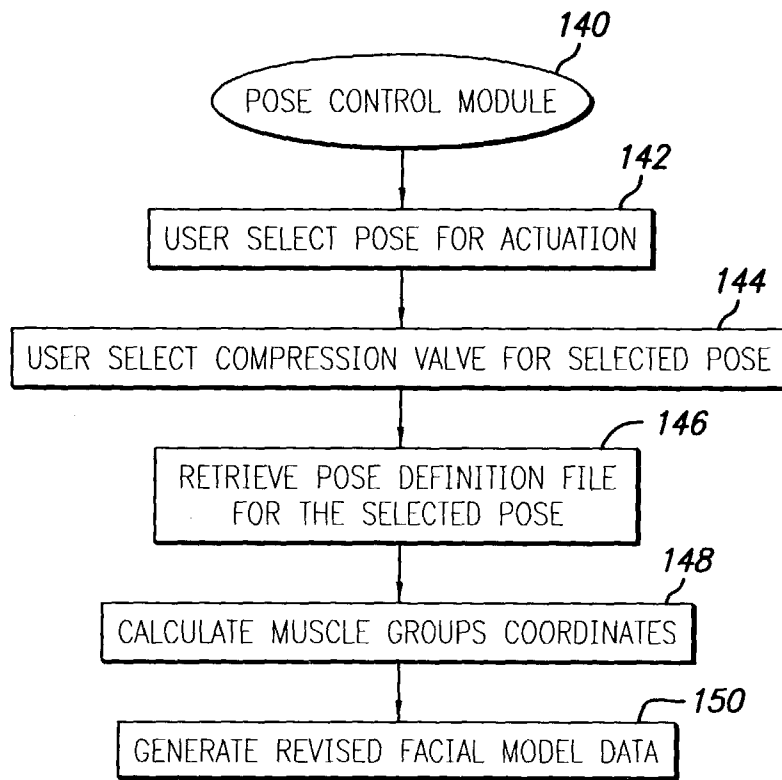 140
POSE CONTROL MODULE
142
USER SELECT POSE FOR ACTUATION
144
USER SELECT COMPRESSION VALVE FOR SELECTED POSE
146
RETRIEVE POSE DEFINITION FILE
FOR THE SELECTED POSE
148
CALCULATE MUSCLE GROUPS COORDINATES
150
GENERATE REVISED FACIAL MODEL DATA